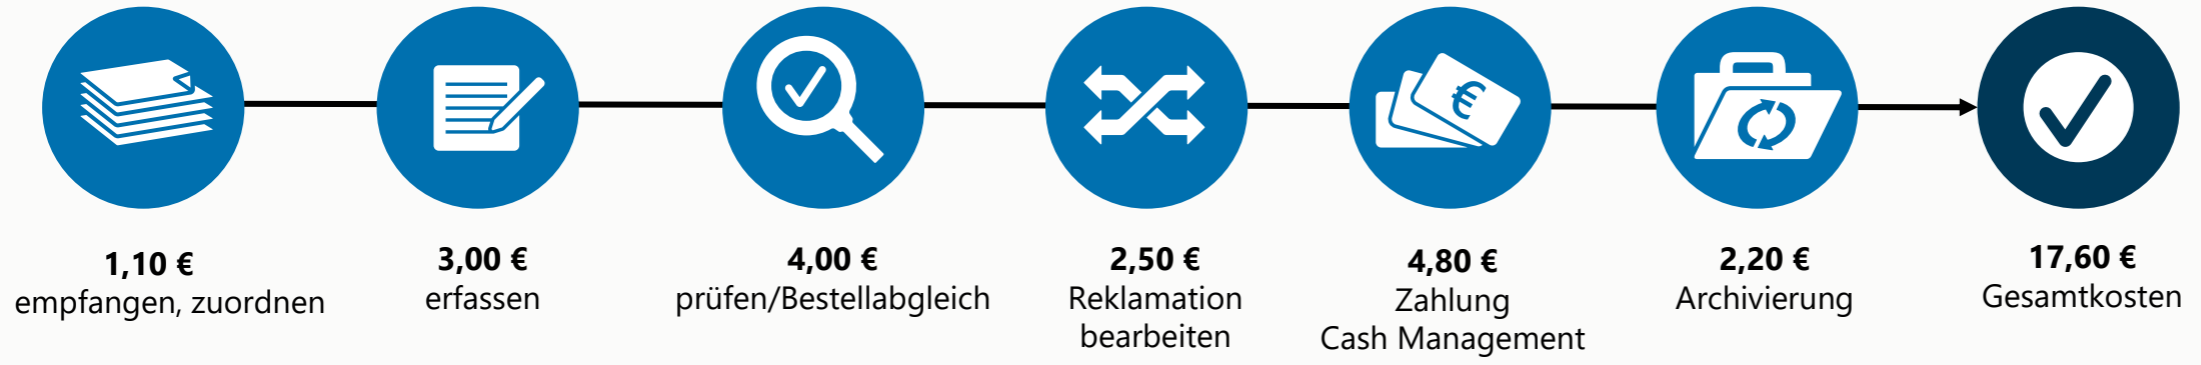 1,10 €
empfangen, zuordnen
3,00 €
erfassen
4,00 €
prüfen/Bestellabgleich
2,50 €
Reklamation
bearbeiten
€
4,80 €
Zahlung
Cash Management
2,20 €
Archivierung
17,60 €
Gesamtkosten